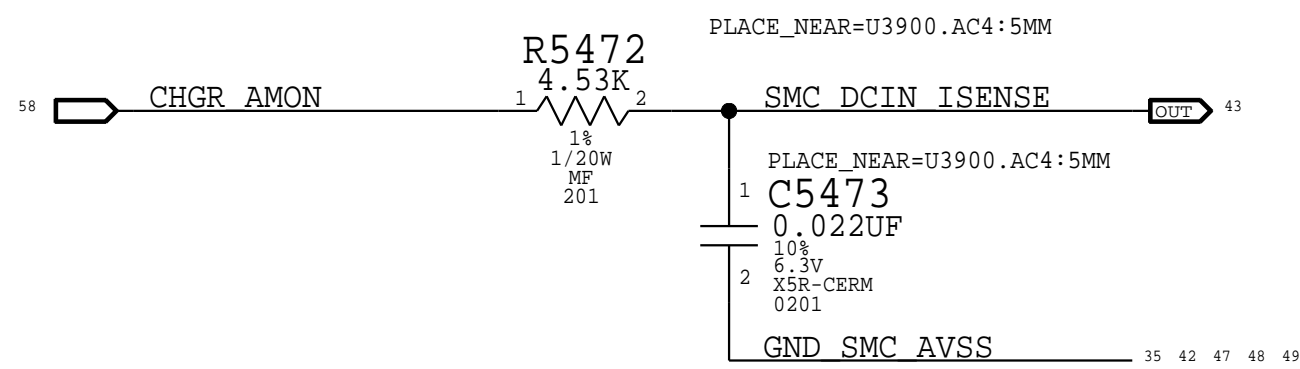 PLACE_NEAR=U3900.AC4:5MM
R5472
4.53K
58 CHGR_AMON 1 2 SMC_DCIN_ISENSE OUT 43
1%
1/20W
MF
201
PLACE_NEAR=U3900.AC4:5MM
1 C5473
0.022UF
10%
6.3V
2 X5R-CERM
0201
GND_SMC_AVSS 35 42 47 48 49